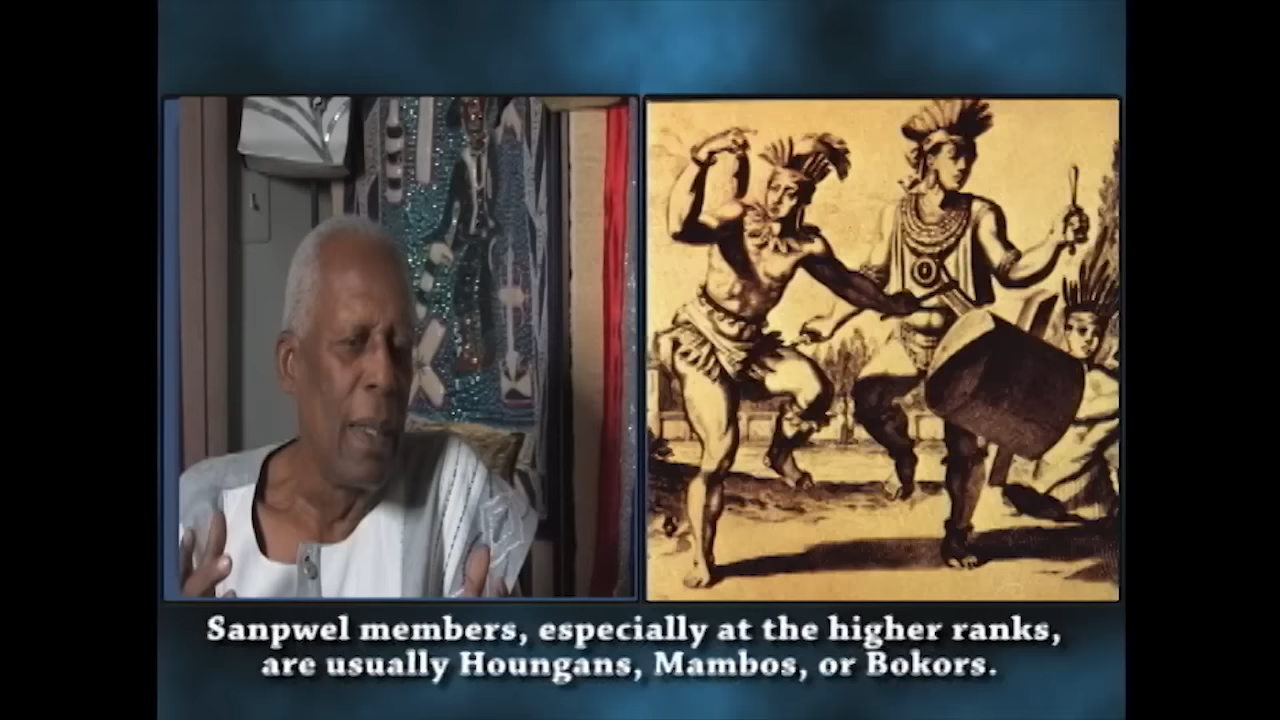 Sanpwel members, especially at the higher ranks,
are usually Houngans, Mambos, or Bokors.